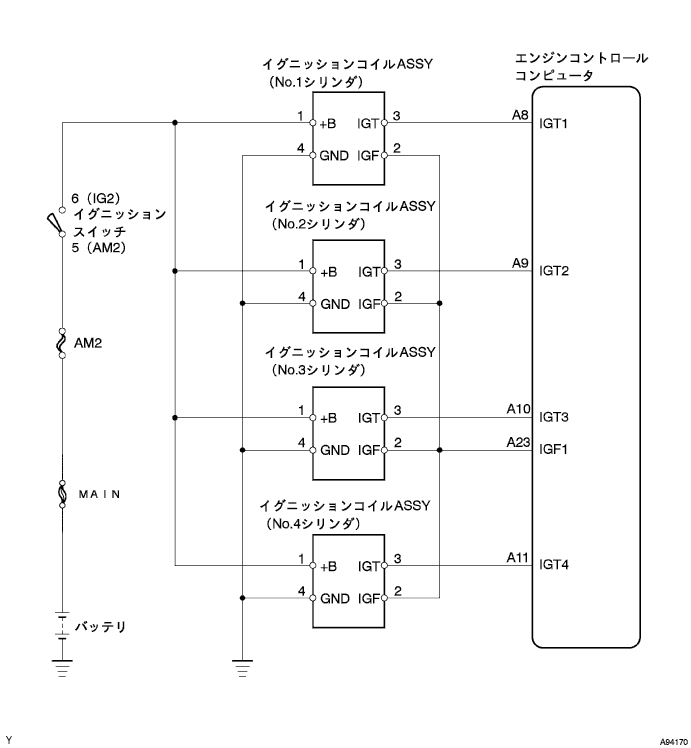 イグニッションコイルASSY
（No.1シリンダ）
エンジンコントロール
コンピュータ
1
+B
IGT
3
A8
IGT1
4
GND
IGF
2
6（IG2）
イグニッション
スイッチ
5（AM2）
イグニッションコイルASSY
（No.2シリンダ）
1
+B
IGT
3
A9
IGT2
4
GND
IGF
2
AM2
イグニッションコイルASSY
（No.3シリンダ）
1
+B
IGT
3
A10
IGT3
4
GND
IGF
2
A23
IGF1
MAIN
イグニッションコイルASSY
（No.4シリンダ）
1
+B
IGT
3
A11
IGT4
4
GND
IGF
2
バッテリ
Y
A94170